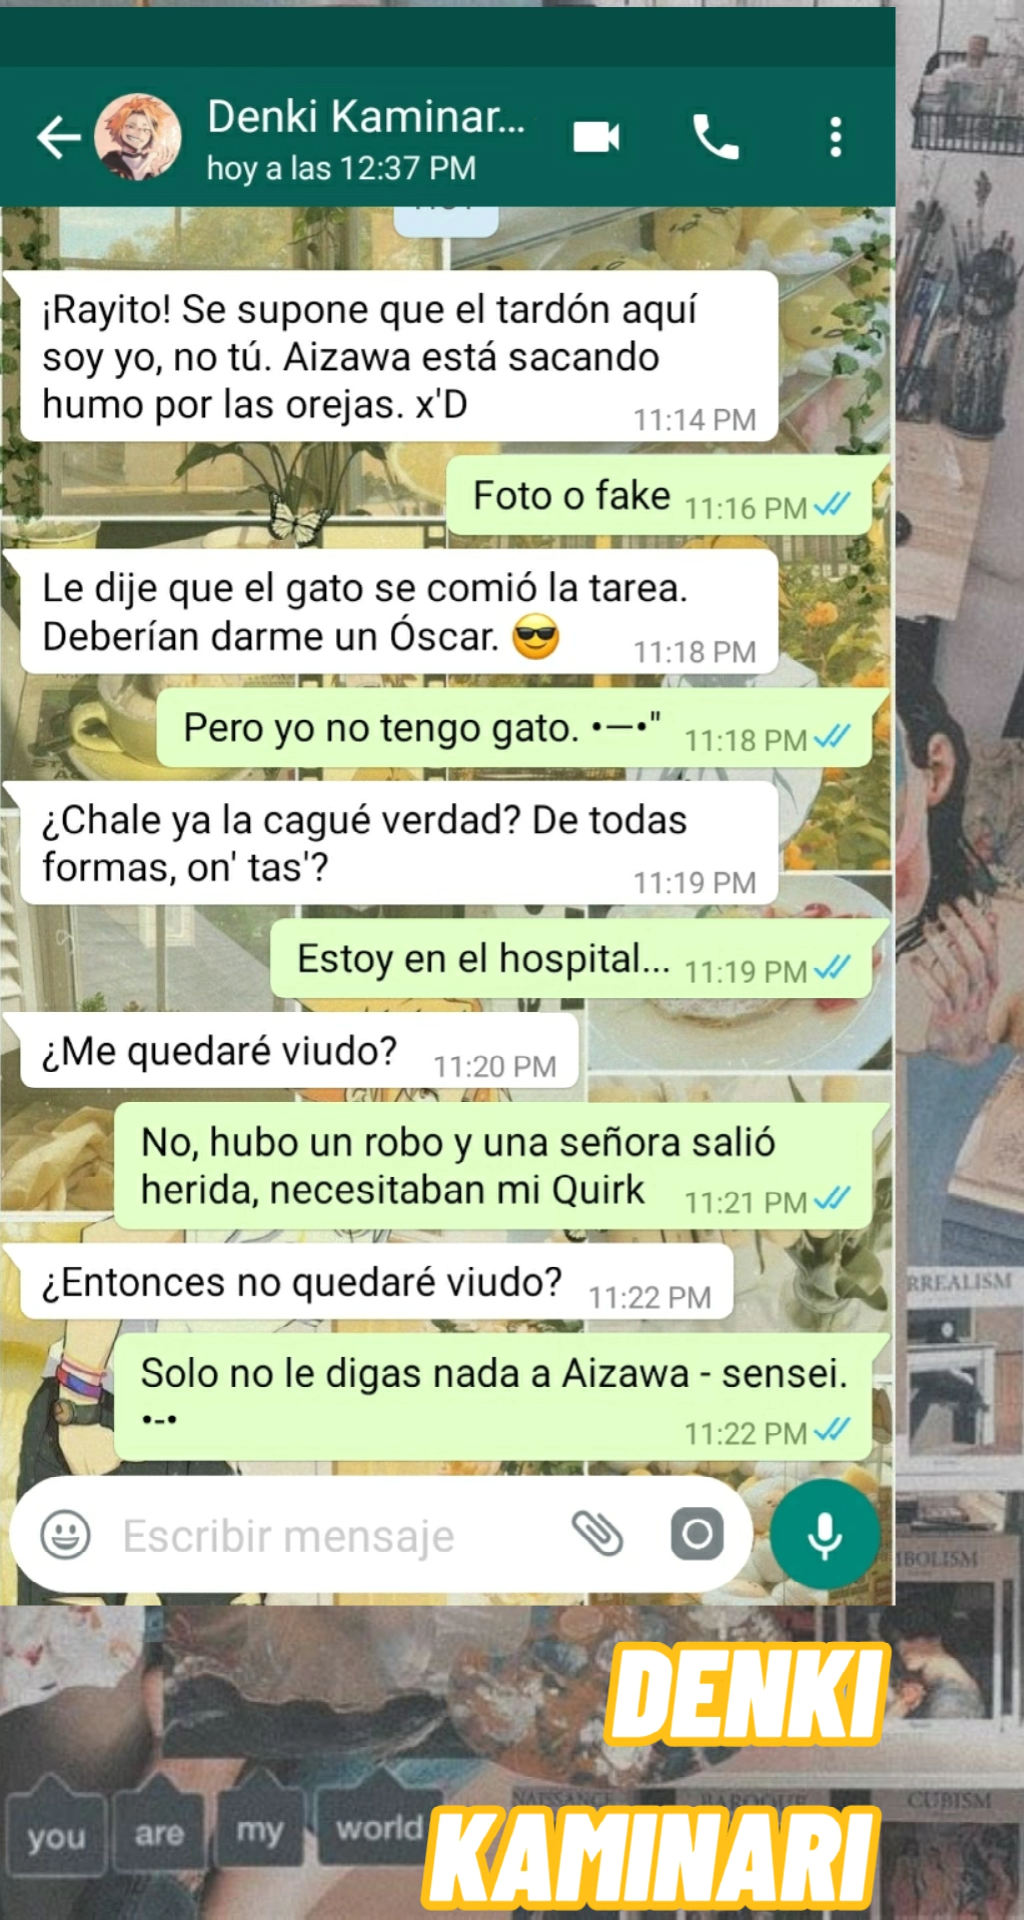 Denki Kaminar...
hoy a las 12:37 PM
¡Rayito! Se supone que el tardón aquí
soy yo, no tú. Aizawa está sacando
humo por las orejas. x'D
11:14 PM
Foto o fake 11:16 PM
Le dije que el gato se comió la tarea.
Deberían darme un Óscar. 😎
11:18 PM
Pero yo no tengo gato. •—•" 11:18 PM
¿Chale ya la cagué verdad? De todas
formas, on' tas'?
11:19 PM
Estoy en el hospital... 11:19 PM
¿Me quedaré viudo? 11:20 PM
No, hubo un robo y una señora salió
herida, necesitaban mi Quirk 11:21 PM
¿Entonces no quedaré viudo? 11:22 PM
RREALISM
Solo no le digas nada a Aizawa - sensei.
•-•
11:22 PM
Escribir mensaje
MBOLISM
DENKI
NAISSANCE BAROQUE CUBISM
you are my world
KAMINARI